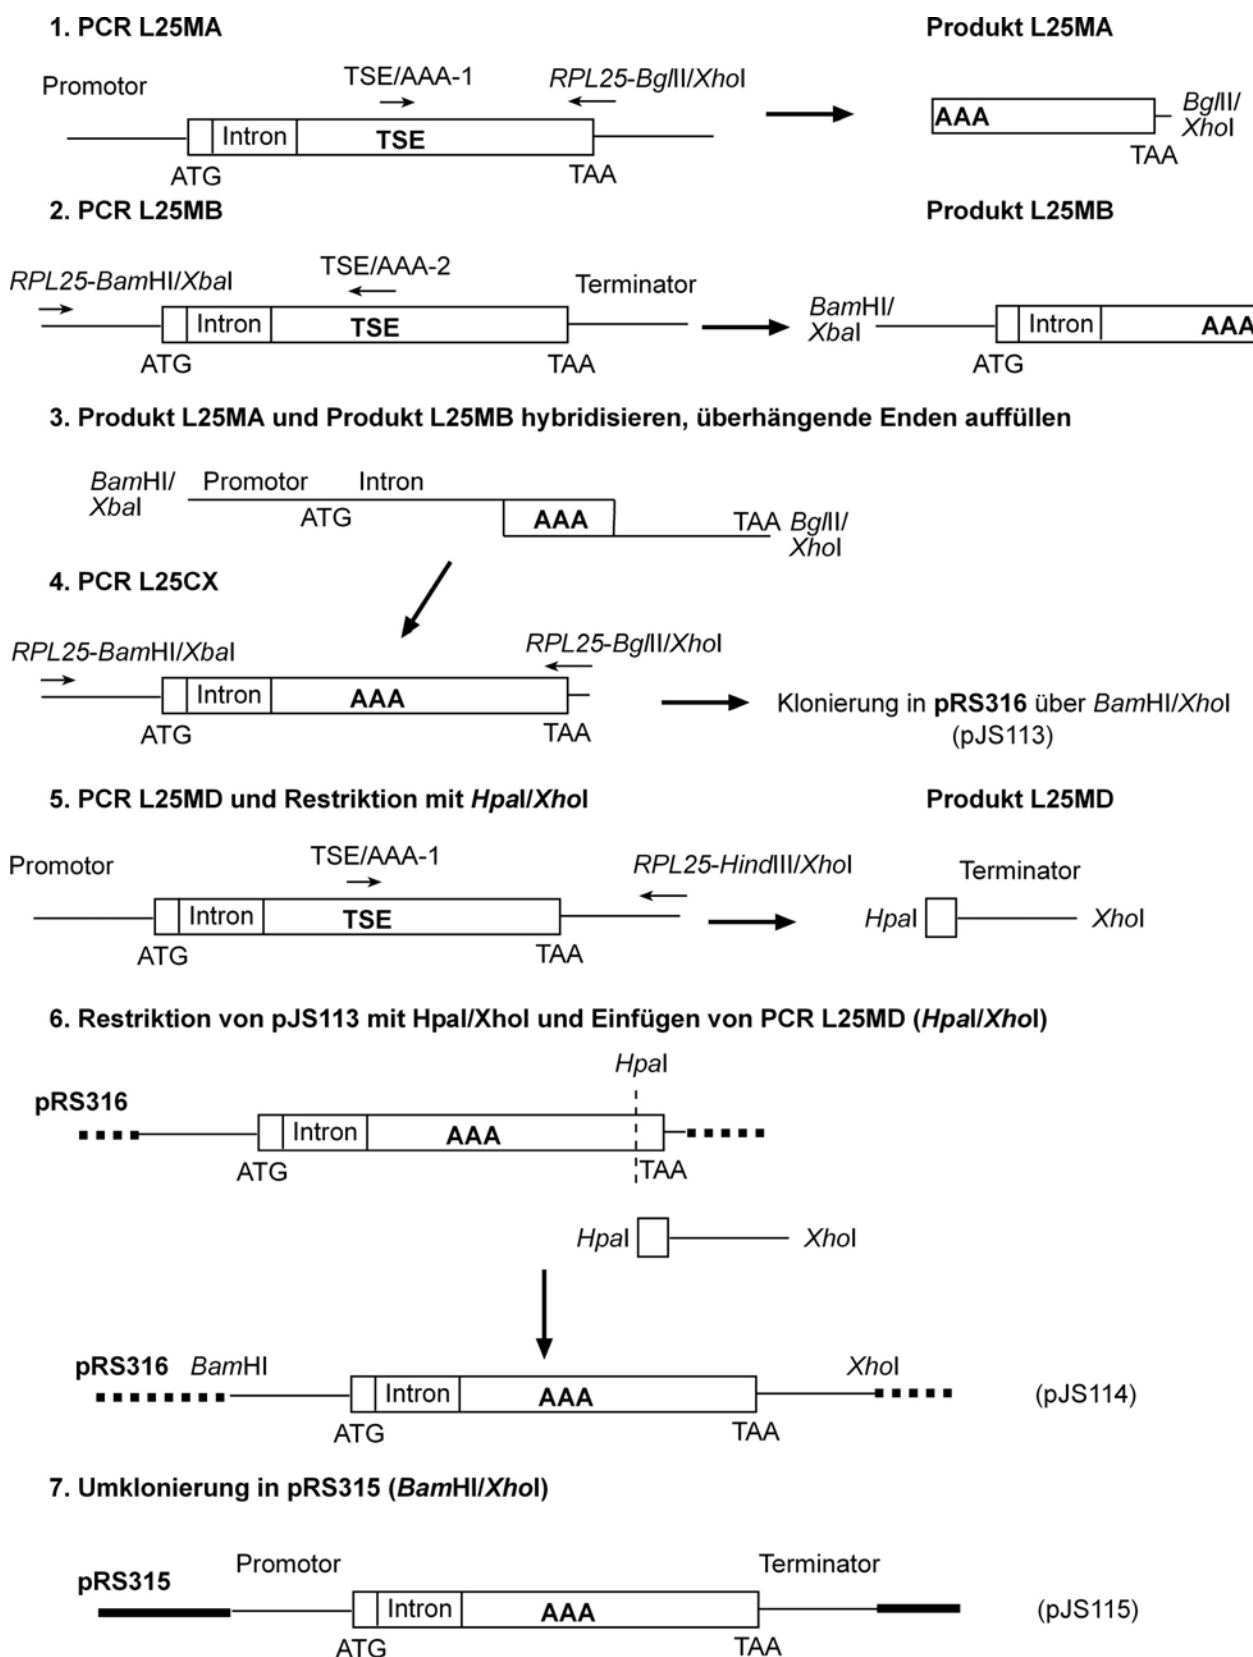 1. PCR L25MA
Produkt L25MA
Promotor
TSE/AAA-1
RPL25-BglII/XhoI
Intron
TSE
ATG
TAA
AAA
BglII/
XhoI
TAA
2. PCR L25MB
Produkt L25MB
RPL25-BamHI/XbaI
TSE/AAA-2
Terminator
Intron
TSE
ATG
TAA
BamHI/
XbaI
Intron
AAA
ATG
3. Produkt L25MA und Produkt L25MB hybridisieren, überhängende Enden auffüllen
BamHI/
XbaI
Promotor
Intron
ATG
AAA
TAA
BglII/
XhoI
4. PCR L25CX
RPL25-BamHI/XbaI
RPL25-BglII/XhoI
Intron
AAA
ATG
TAA
Klonierung in pRS316 über BamHI/XhoI
(pJS113)
5. PCR L25MD und Restriktion mit HpaI/XhoI
Produkt L25MD
Promotor
TSE/AAA-1
RPL25-HindIII/XhoI
Intron
TSE
ATG
TAA
Terminator
HpaI
XhoI
6. Restriktion von pJS113 mit HpaI/XhoI und Einfügen von PCR L25MD (HpaI/XhoI)
HpaI
pRS316
Intron
AAA
ATG
TAA
HpaI
XhoI
pRS316
BamHI
XhoI
Intron
AAA
(pJS114)
ATG
TAA
7. Umklonierung in pRS315 (BamHI/XhoI)
pRS315
Promotor
Terminator
Intron
AAA
(pJS115)
ATG
TAA